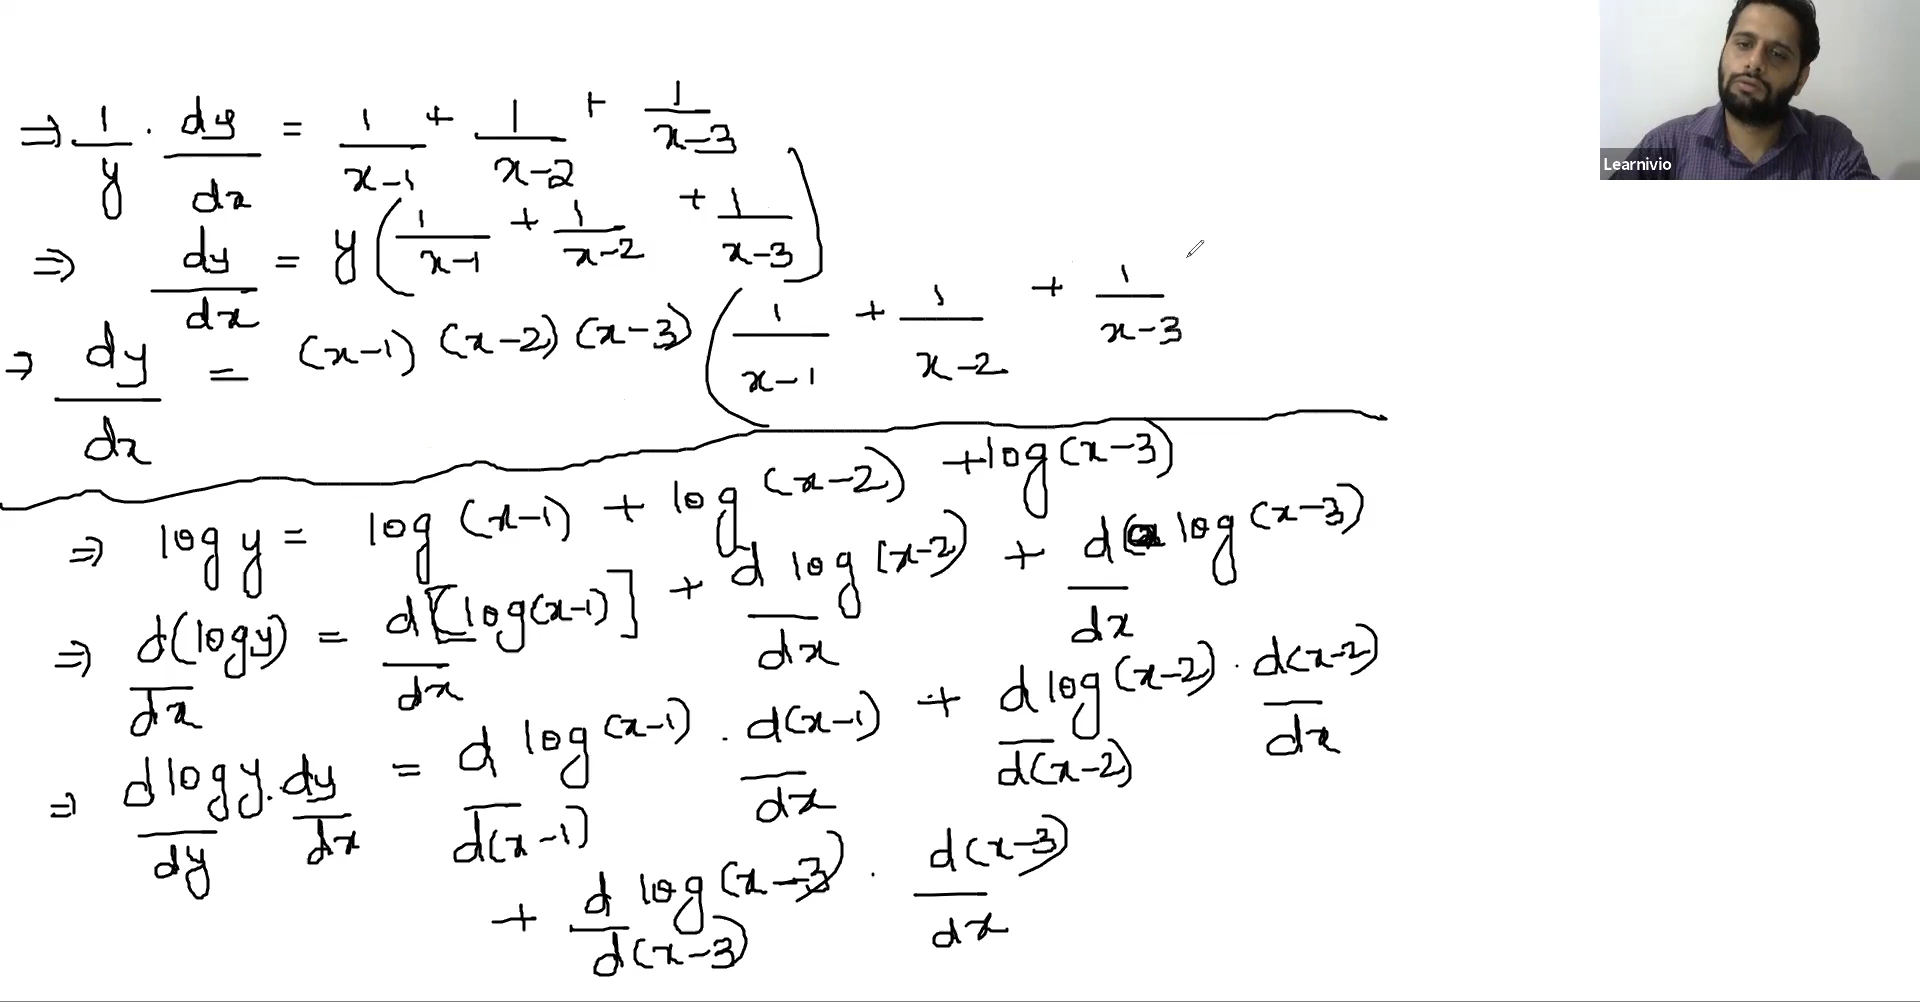 ⇒ 1/y · dy/dx = 1/(x-1) + 1/(x-2) + 1/(x-3)
⇒ dy/dx = y(1/(x-1) + 1/(x-2) + 1/(x-3))
⇒ dy/dx = (x-1) (x-2) (x-3) (1/(x-1) + 1/(x-2) + 1/(x-3)
⇒ log y = log(x-1) + log(x-2) + log(x-3)
⇒ d(log y)/dx = d[log(x-1)]/dx + d log(x-2)/dx + d log(x-3)/dx
⇒ d log y/dy · dy/dx = d log(x-1)/d(x-1) · d(x-1)/dx + d log(x-2)/d(x-2) · d(x-2)/dx
+ d log(x-3)/d(x-3) · d(x-3)/dx
Learnivio